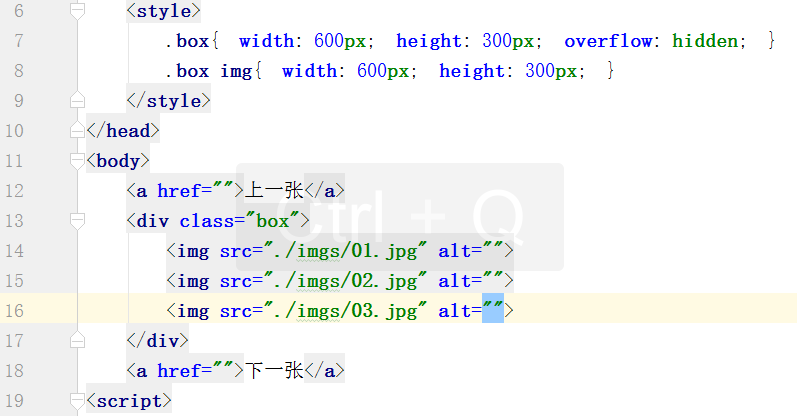 6 <style>
7 .box{ width: 600px; height: 300px; overflow: hidden; }
8 .box img{ width: 600px; height: 300px; }
9 </style>
10 </head>
11 <body>
12 <a href="">上一张</a>
13 <div class="box">
14 <img src="./imgs/01.jpg" alt="">
15 <img src="./imgs/02.jpg" alt="">
16 <img src="./imgs/03.jpg" alt="">
17 </div>
18 <a href="">下一张</a>
19 <script>
Ctrl + Q